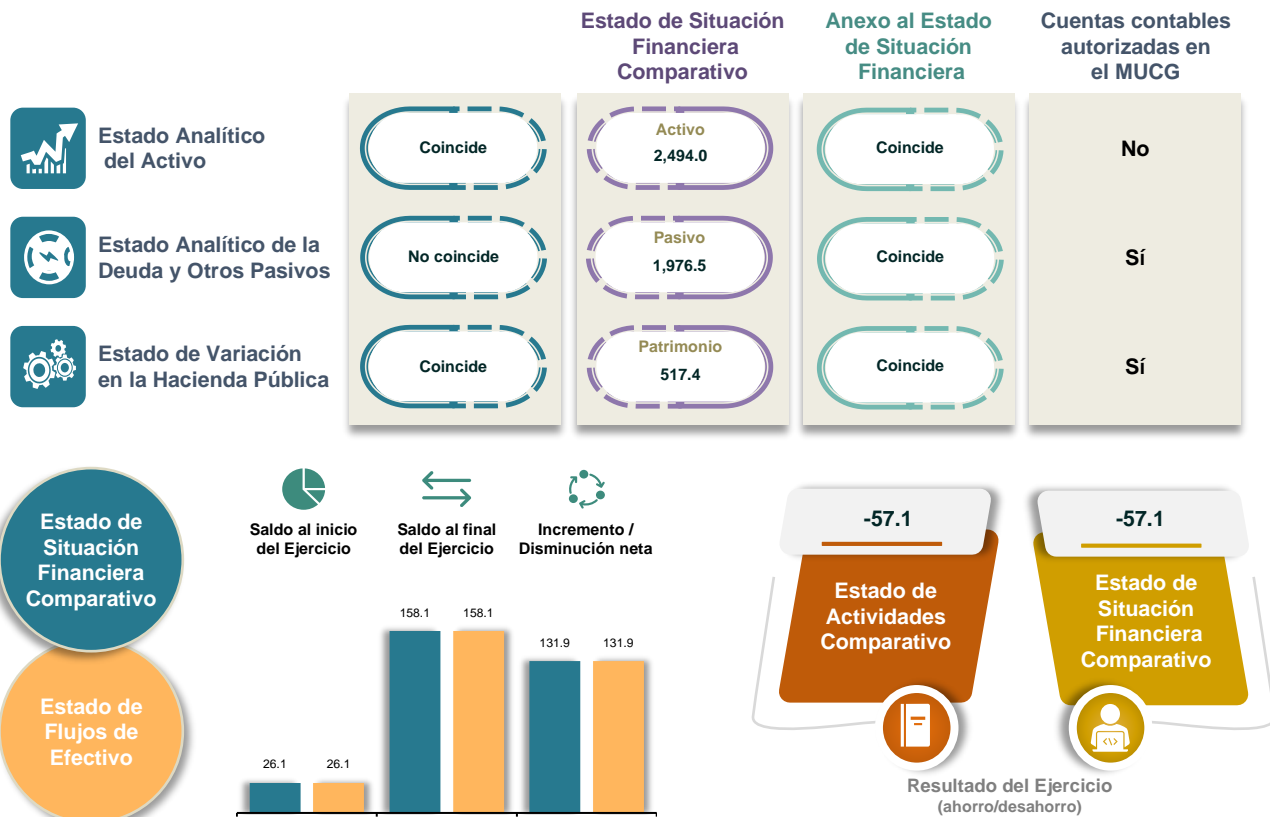 Estado de Situación
Financiera
Comparativo
Anexo al Estado
de Situación
Financiera
Cuentas contables
autorizadas en
el MUCG
Estado Analítico
del Activo
Coincide
Activo
2,494.0
Coincide
No
Estado Analítico de la
Deuda y Otros Pasivos
No coincide
Pasivo
1,976.5
Coincide
Sí
Estado de Variación
en la Hacienda Pública
Coincide
Patrimonio
517.4
Coincide
Sí
Estado de
Situación
Financiera
Comparativo
Estado de
Flujos de
Efectivo
Saldo al inicio
del Ejercicio
Saldo al final
del Ejercicio
Incremento /
Disminución neta
26.1
26.1
158.1
158.1
131.9
131.9
-57.1
Estado de
Actividades
Comparativo
-57.1
Estado de
Situación
Financiera
Comparativo
Resultado del Ejercicio
(ahorro/desahorro)